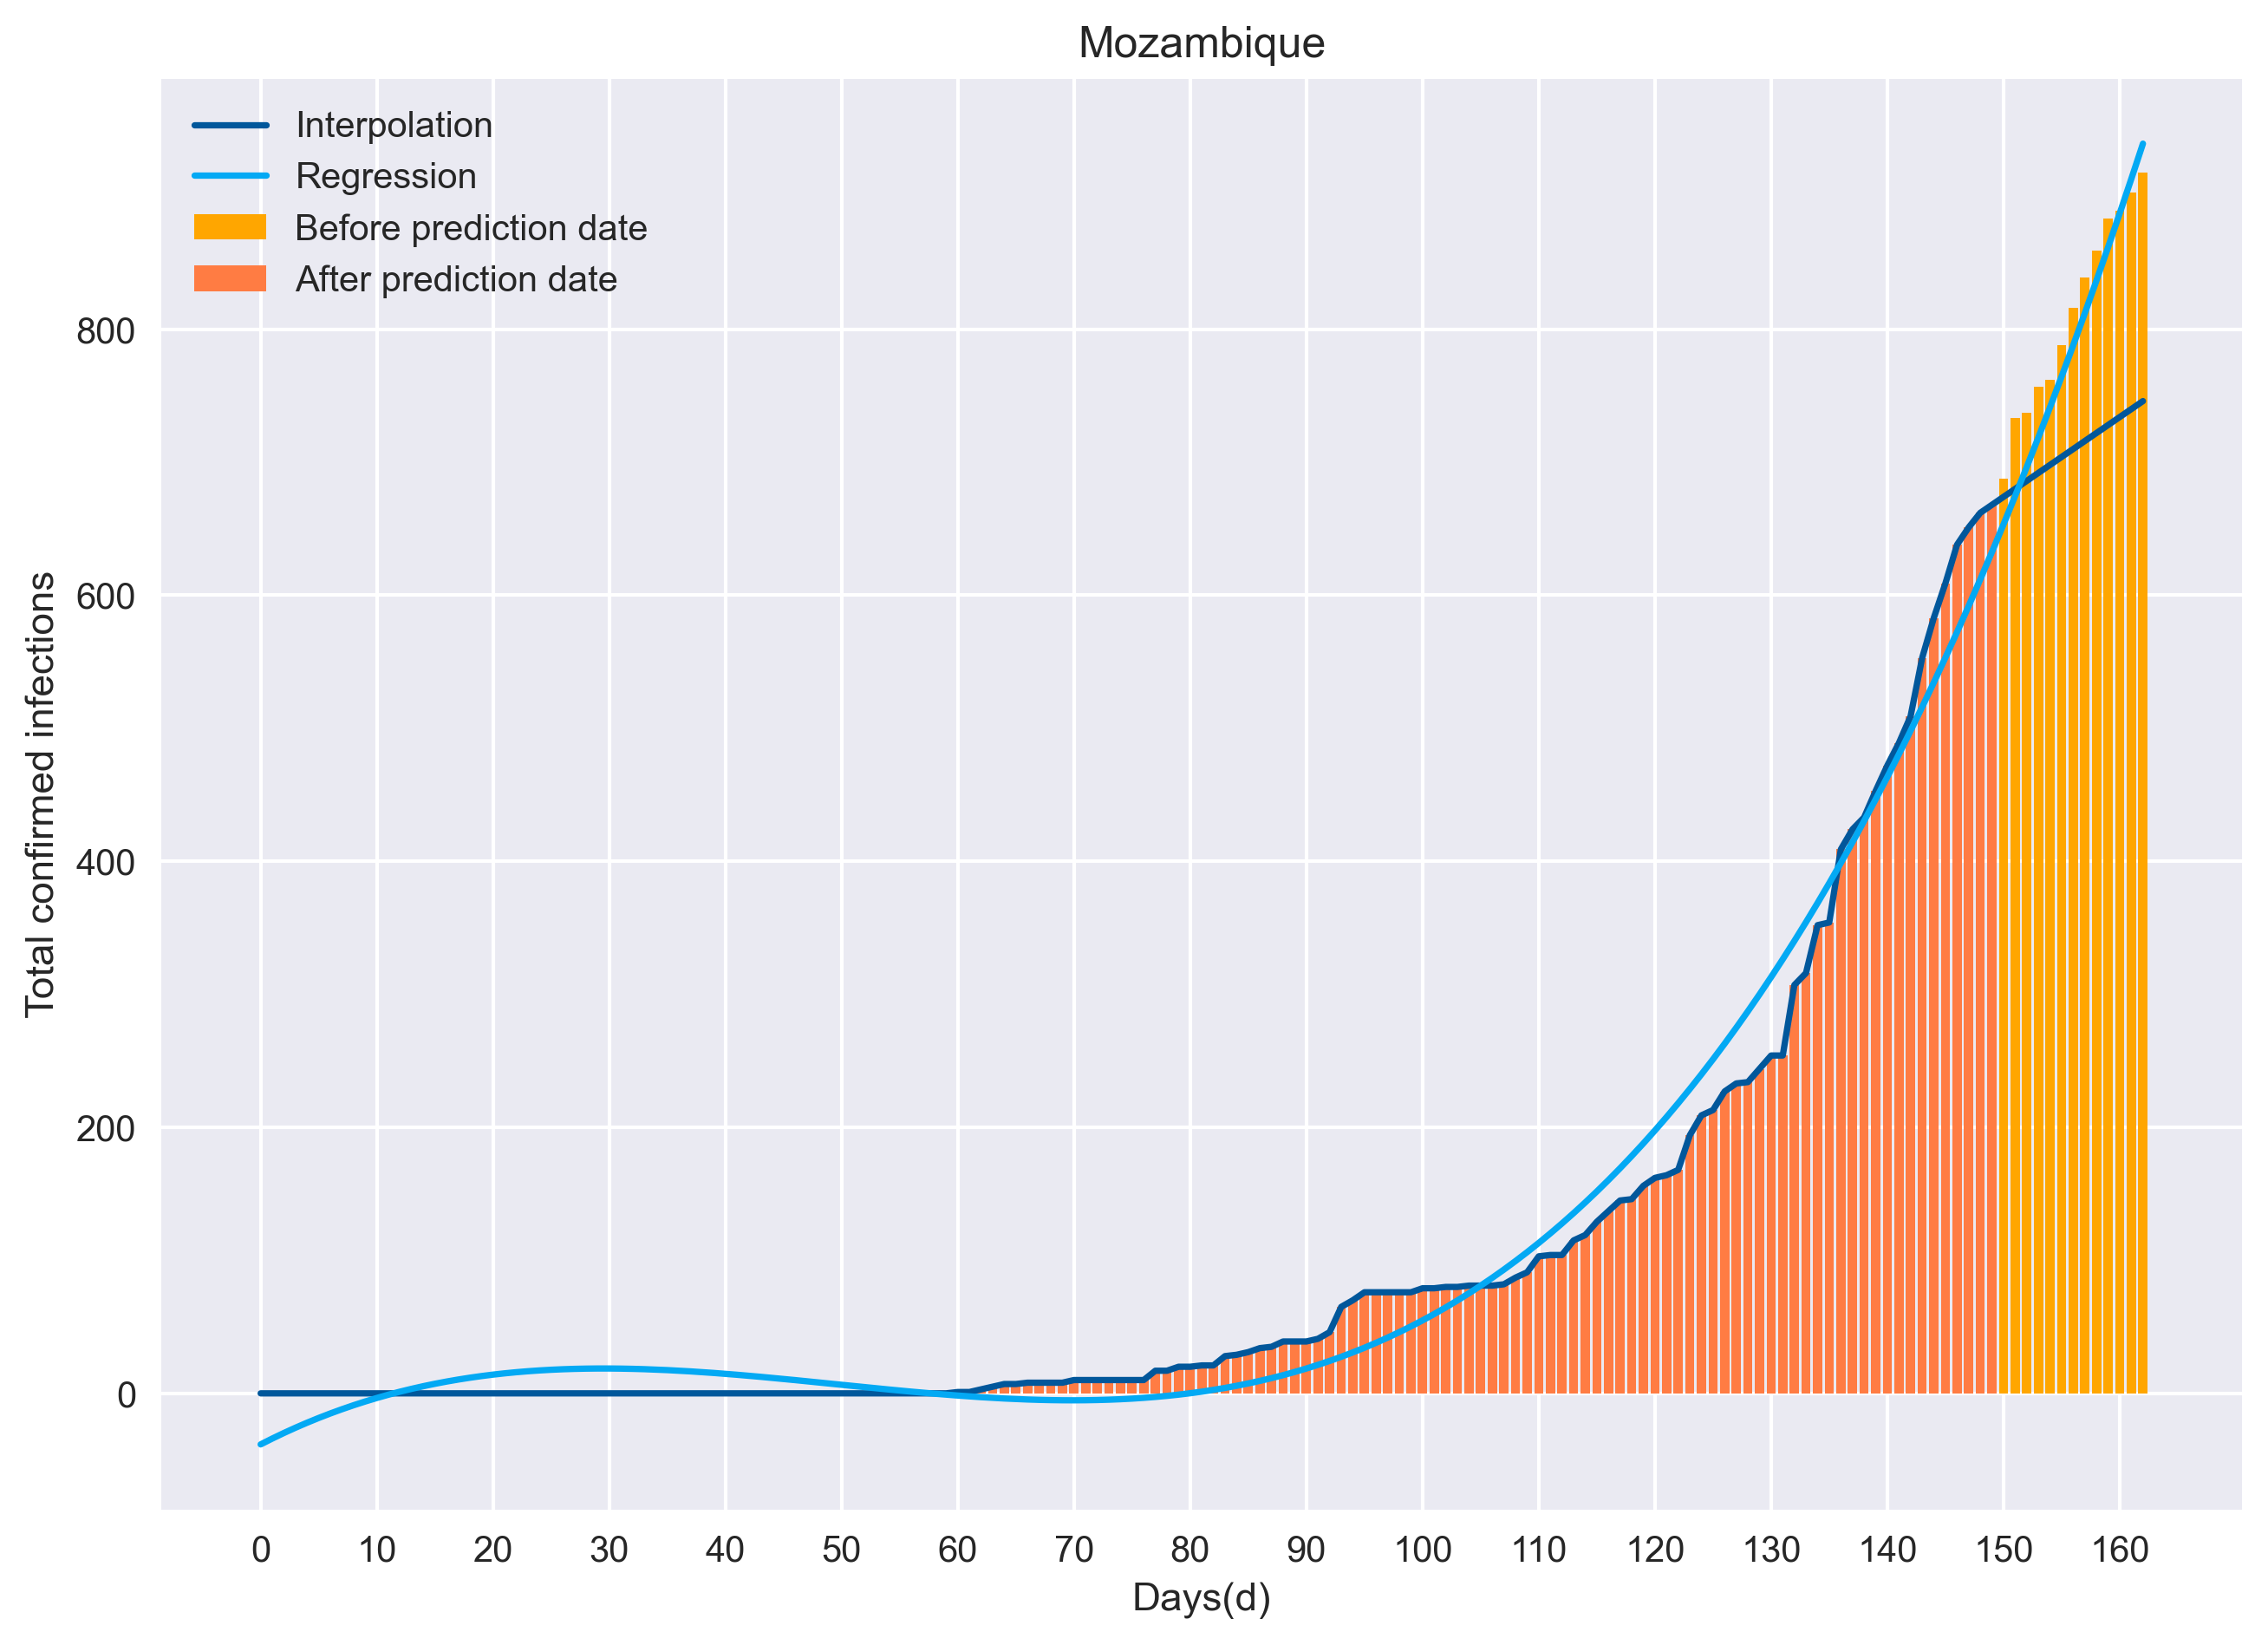 Mozambique
Interpolation
Regression
Before prediction date
After prediction date
800
600
400
200
0
Total confirmed infections
0 10 20 30 40 50 60 70 80 90 100 110 120 130 140 150 160
Days(d)